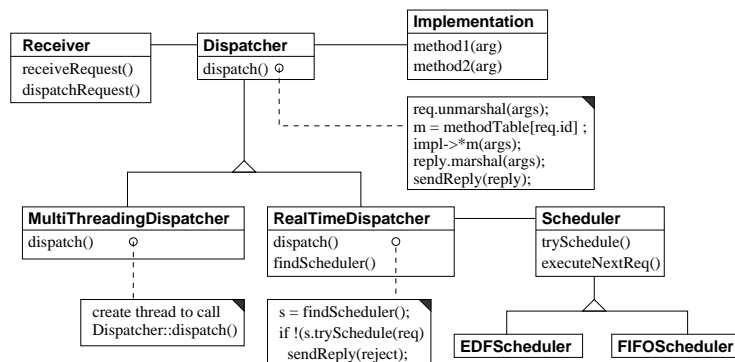 Receiver
receiveRequest()
dispatchRequest()
Dispatcher
dispatch()
Implementation
method1(arg)
method2(arg)
req.unmarshal(args);
m = methodTable[req.id] ;
impl->*m(args);
reply.marshal(args);
sendReply(reply);
MultiThreadingDispatcher
dispatch()
RealTimeDispatcher
dispatch()
findScheduler()
Scheduler
trySchedule()
executeNextReq()
create thread to call
Dispatcher::dispatch()
s = findScheduler();
if !(s.trySchedule(req)
sendReply(reject);
EDFScheduler
FIFOScheduler